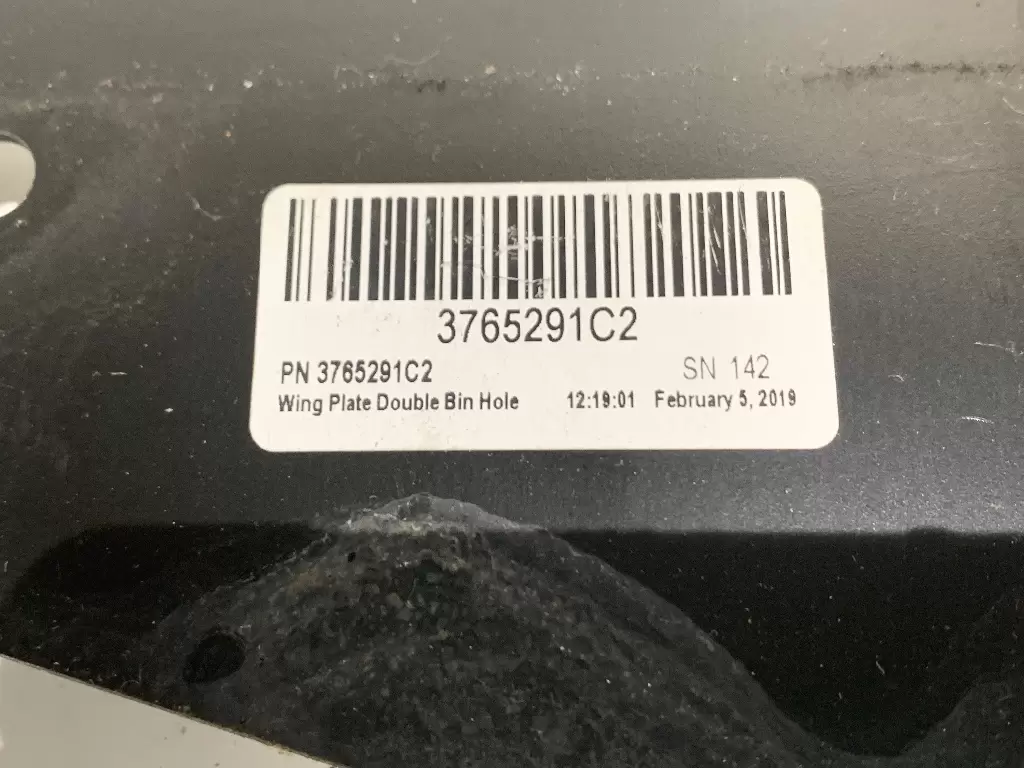 3765291C2
PN 3765291C2 SN 142
Wing Plate Double Bin Hole 12:19:01 February 5, 2019